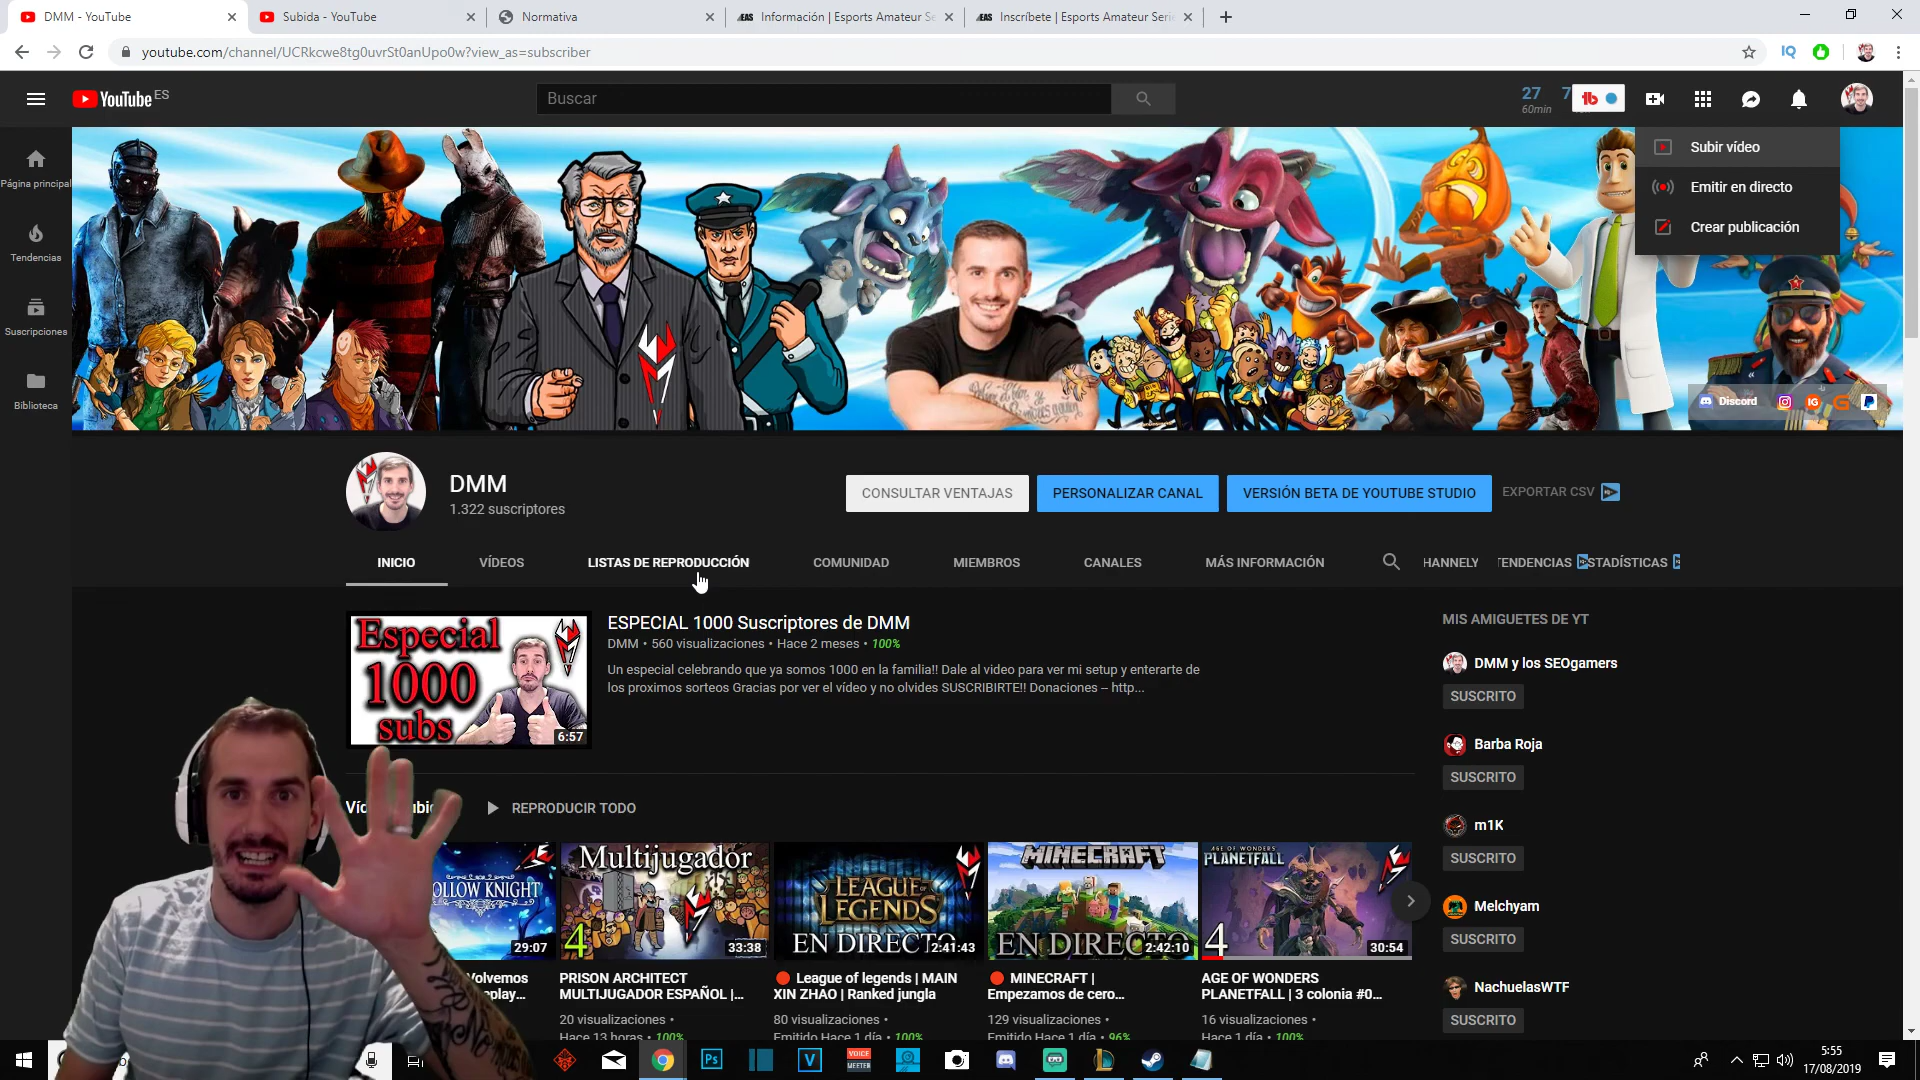 DMM - YouTube
Subida - YouTube
Normativa
Información | Esports Amateur Se
Inscríbete | Esports Amateur Seri
youtube.com/channel/UCRkcwe8tg0uvrSt0anUpo0w?view_as=subscriber
YouTube ES
Buscar
27
60min
7
Subir vídeo
Emitir en directo
Crear publicación
Página principal
Tendencias
Suscripciones
Biblioteca
Discord
DMM
1.322 suscriptores
CONSULTAR VENTAJAS
PERSONALIZAR CANAL
VERSIÓN BETA DE YOUTUBE STUDIO
EXPORTAR CSV
INICIO
VÍDEOS
LISTAS DE REPRODUCCIÓN
COMUNIDAD
MIEMBROS
CANALES
MÁS INFORMACIÓN
HANNELY
TENDENCIAS
STADÍSTICAS
Especial
1000
subs
6:57
ESPECIAL 1000 Suscriptores de DMM
DMM • 560 visualizaciones • Hace 2 meses • 100%
Un especial celebrando que ya somos 1000 en la familia!! Dale al video para ver mi setup y enterarte de
los proximos sorteos Gracias por ver el vídeo y no olvides SUSCRIBIRTE!! Donaciones – http...
MIS AMIGUETES DE YT
DMM y los SEOgamers
SUSCRITO
Barba Roja
SUSCRITO
m1K
SUSCRITO
Melchyam
SUSCRITO
NachuelasWTF
SUSCRITO
REPRODUCIR TODO
OLLOW KNIGHT
29:07
Volvemos
play...
Multijugador
4
33:38
PRISON ARCHITECT
MULTIJUGADOR ESPAÑOL |...
20 visualizaciones •
Hace 13 horas • 100%
LEAGUE OF
LEGENDS
EN DIRECTO
2:41:43
League of legends | MAIN
XIN ZHAO | Ranked jungla
80 visualizaciones •
Emitido Hace 1 día • 100%
MINECRAFT
EN DIRECTO
2:42:10
MINECRAFT |
Empezamos de cero...
129 visualizaciones •
Emitido Hace 1 día • 96%
AGE OF WONDERS
PLANETFALL
4
30:54
AGE OF WONDERS
PLANETFALL | 3 colonia #0...
16 visualizaciones •
Hace 1 día • 100%
5:55
17/08/2019